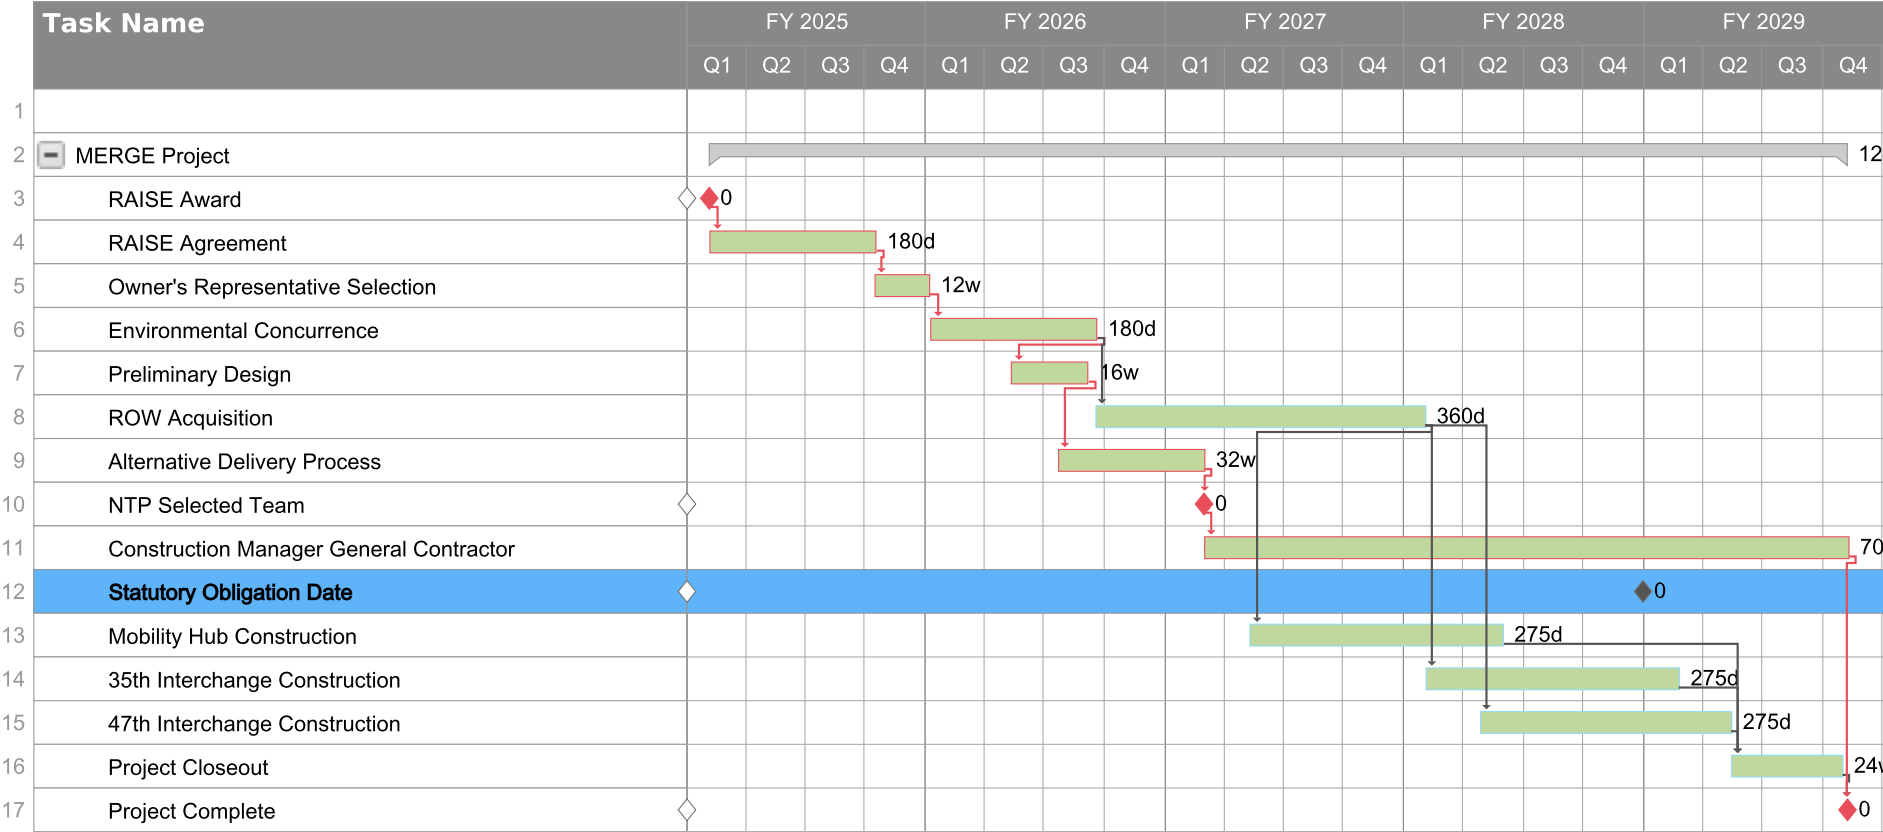 Task Name FY 2025 FY 2026 FY 2027 FY 2028 FY 2029
Q1 Q2 Q3 Q4 Q1 Q2 Q3 Q4 Q1 Q2 Q3 Q4 Q1 Q2 Q3 Q4 Q1 Q2 Q3 Q4
1
2 MERGE Project 12
3 RAISE Award 0
4 RAISE Agreement 180d
5 Owner's Representative Selection 12w
6 Environmental Concurrence 180d
7 Preliminary Design 16w
8 ROW Acquisition 360d
9 Alternative Delivery Process 32w
10 NTP Selected Team 0
11 Construction Manager General Contractor 70
12 Statutory Obligation Date 0
13 Mobility Hub Construction 275d
14 35th Interchange Construction 275d
15 47th Interchange Construction 275d
16 Project Closeout 24w
17 Project Complete 0